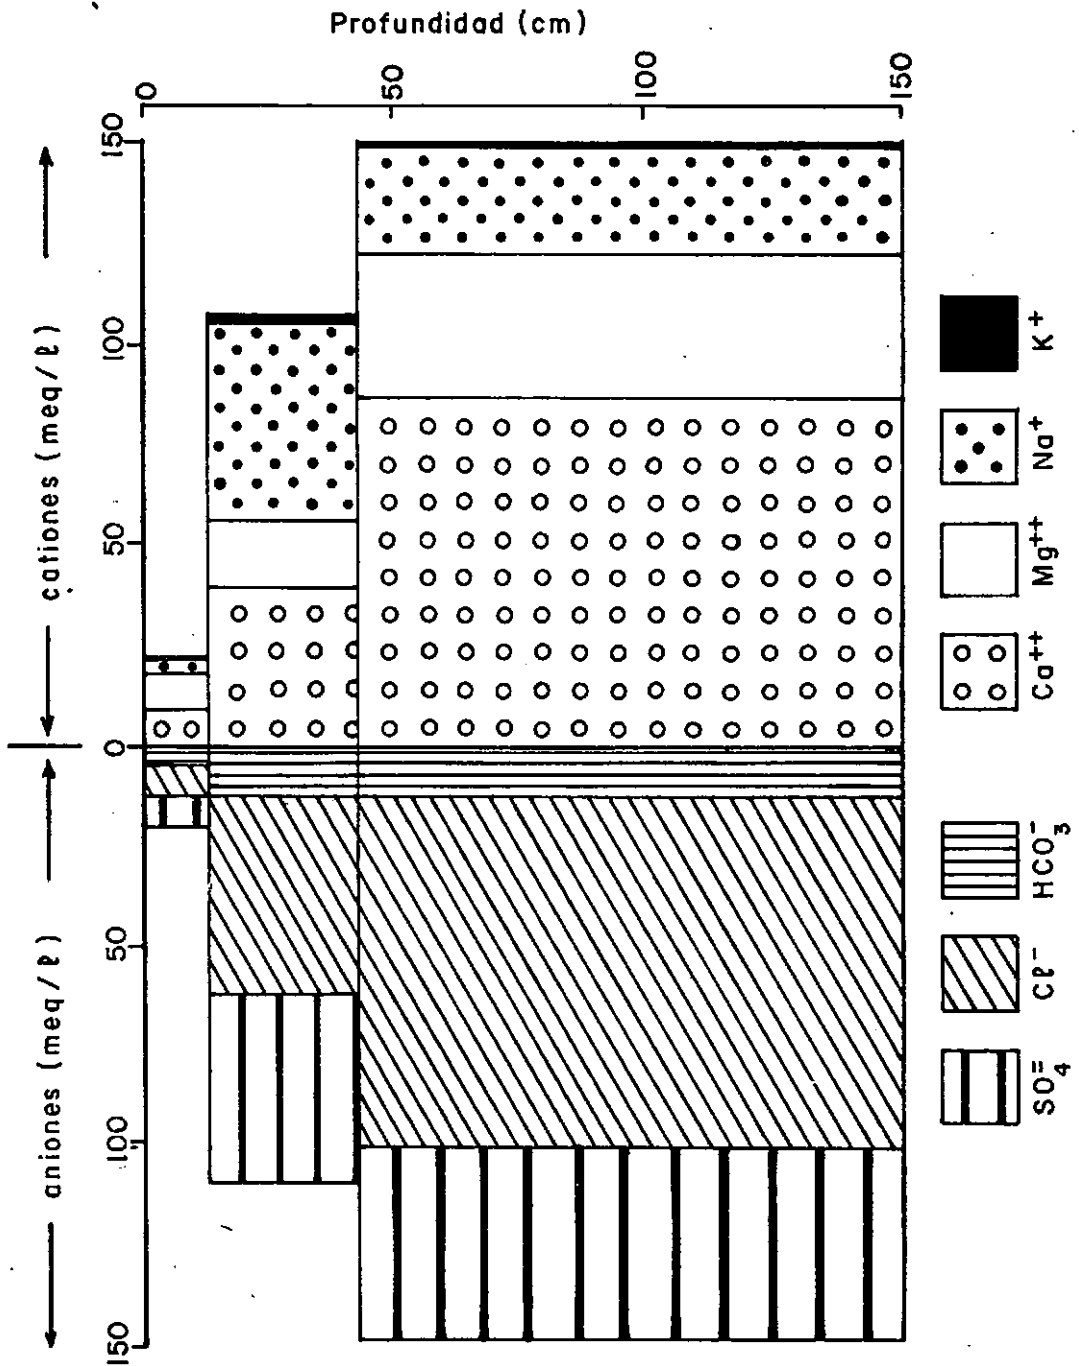 Profundidad (cm)
0
50
100
150
aniones (meq/ℓ)
cationes (meq/ℓ)
150
100
50
0
50
100
150
SO₄⁼
Cℓ⁻
HCO₃⁻
Ca⁺⁺
Mg⁺⁺
Na⁺
K⁺